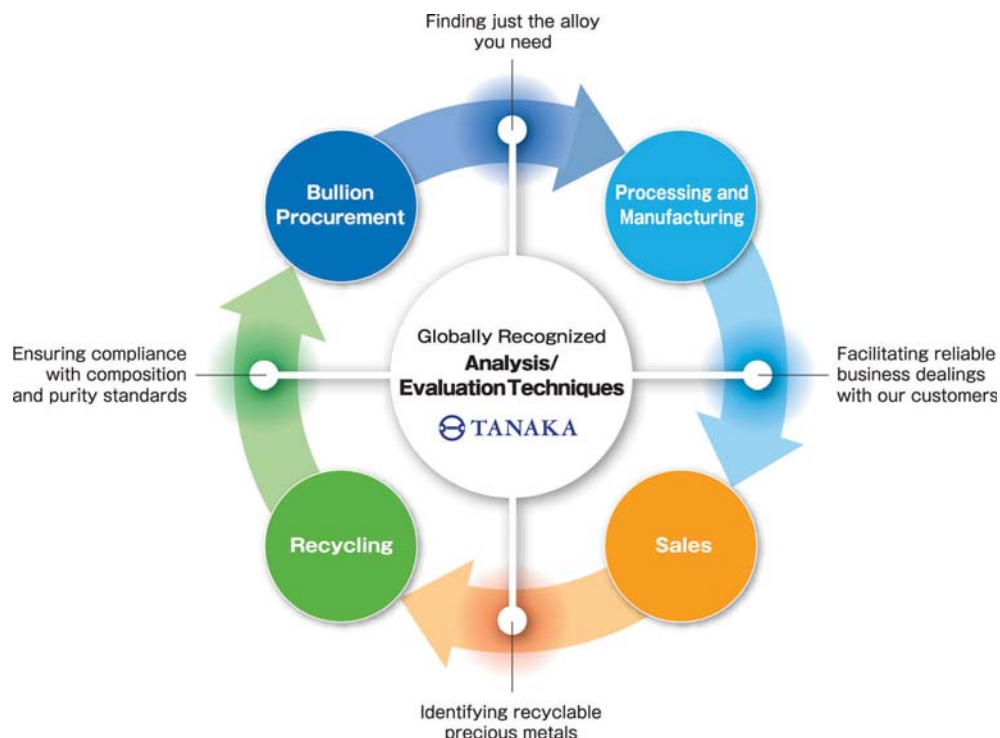 Finding just the alloy
you need
Bullion
Procurement
Processing and
Manufacturing
Globally Recognized
Analysis/
Evaluation Techniques
TANAKA
Ensuring compliance
with composition
and purity standards
Facilitating reliable
business dealings
with our customers
Recycling
Sales
Identifying recyclable
precious metals